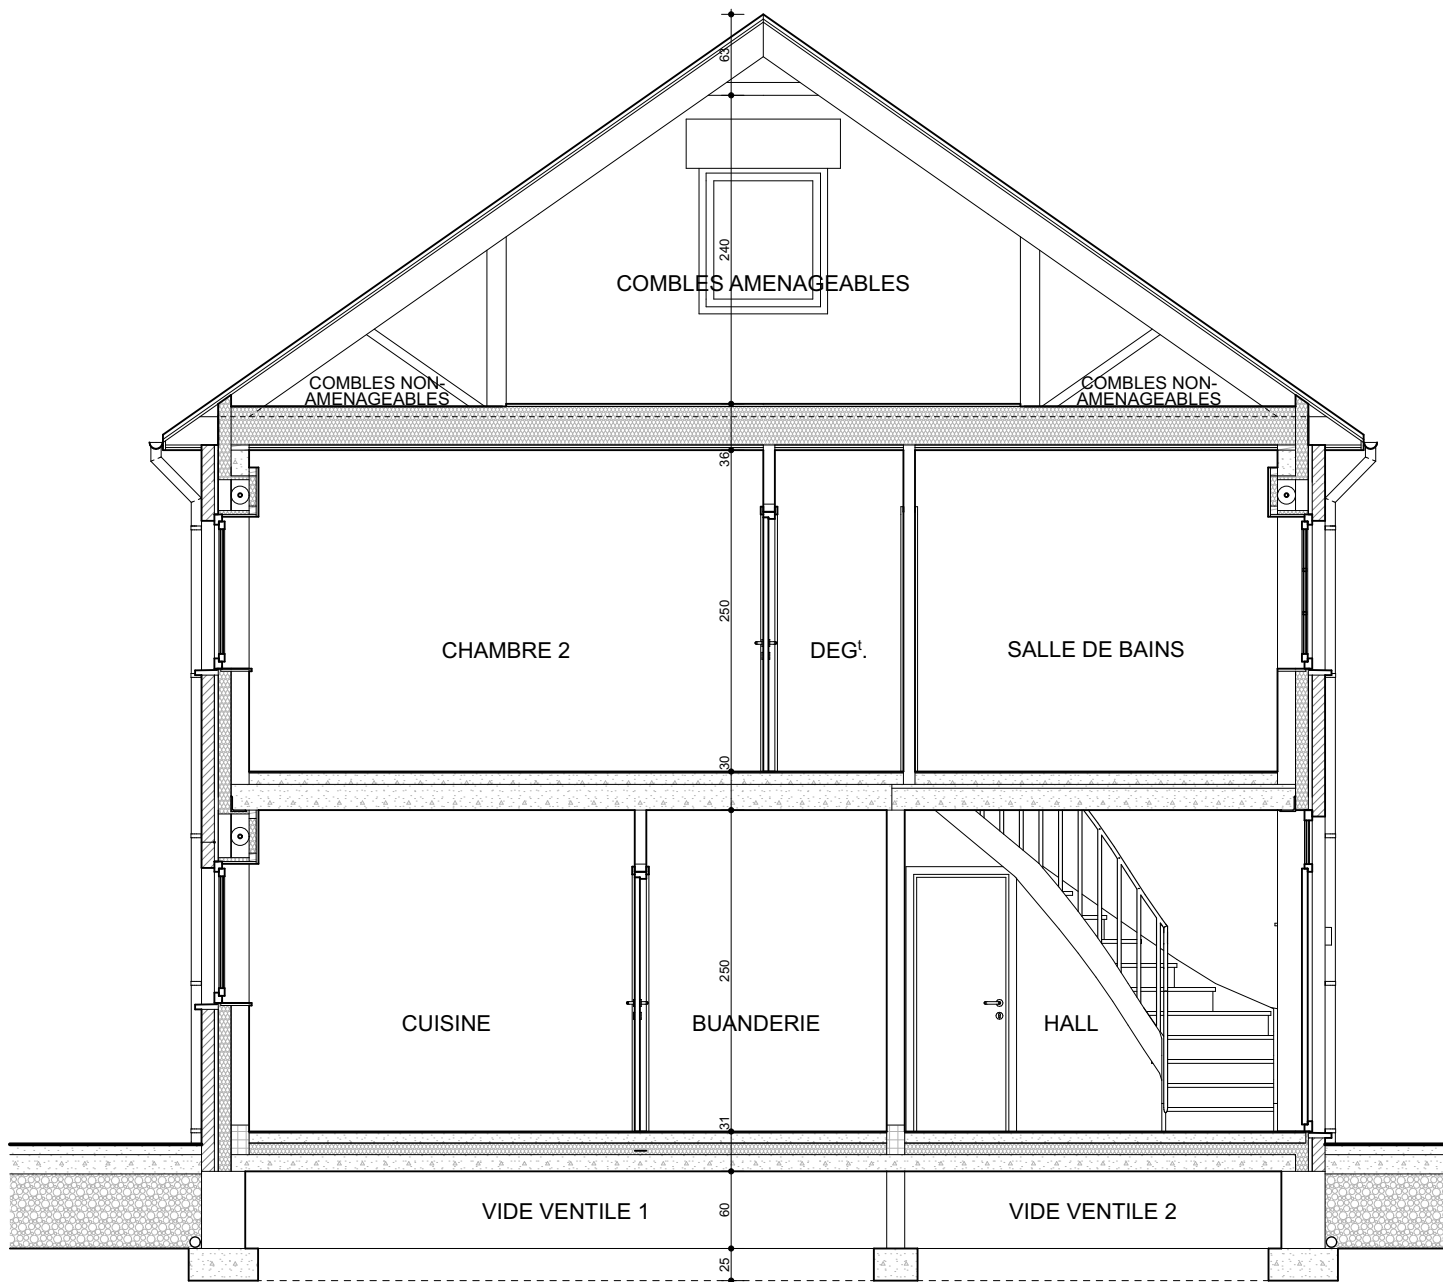 63
240
COMBLES AMENAGEABLES
COMBLES NON-
AMENAGEABLES
COMBLES NON-
AMENAGEABLES
36
250
CHAMBRE 2
DEGᵗ.
SALLE DE BAINS
30
250
CUISINE
BUANDERIE
HALL
31
VIDE VENTILE 1
60
VIDE VENTILE 2
25